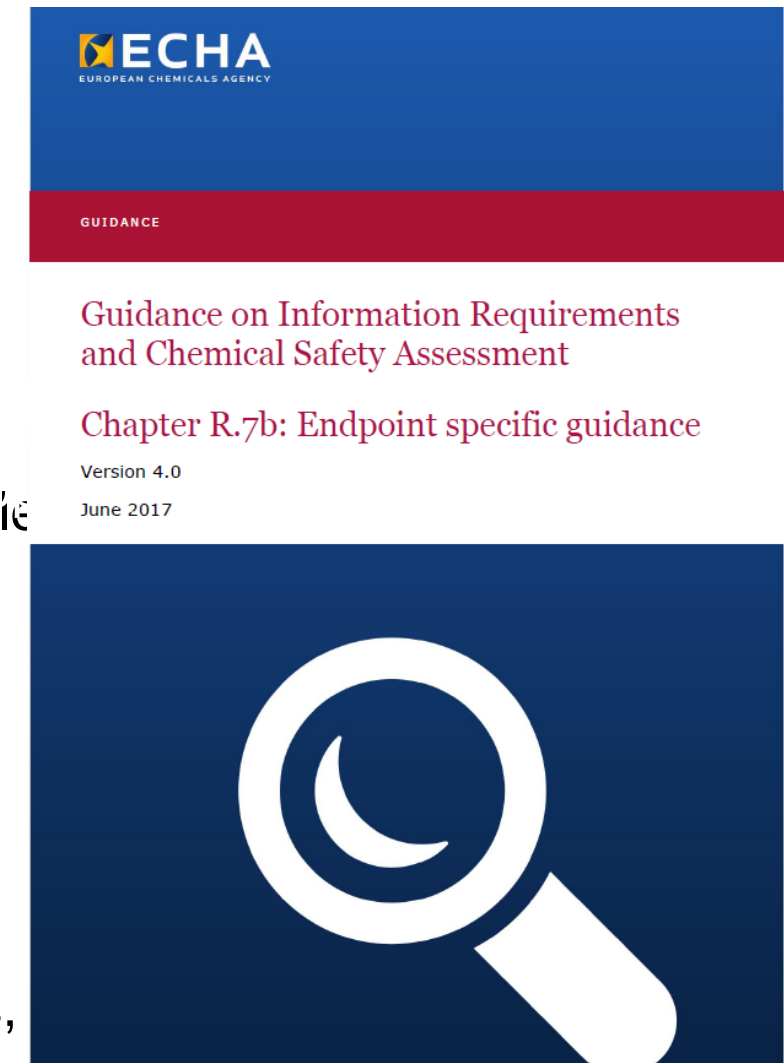 ECHA
EUROPEAN CHEMICALS AGENCY
GUIDANCE
Guidance on Information Requirements
and Chemical Safety Assessment
Chapter R.7b: Endpoint specific guidance
Version 4.0
June 2017
,